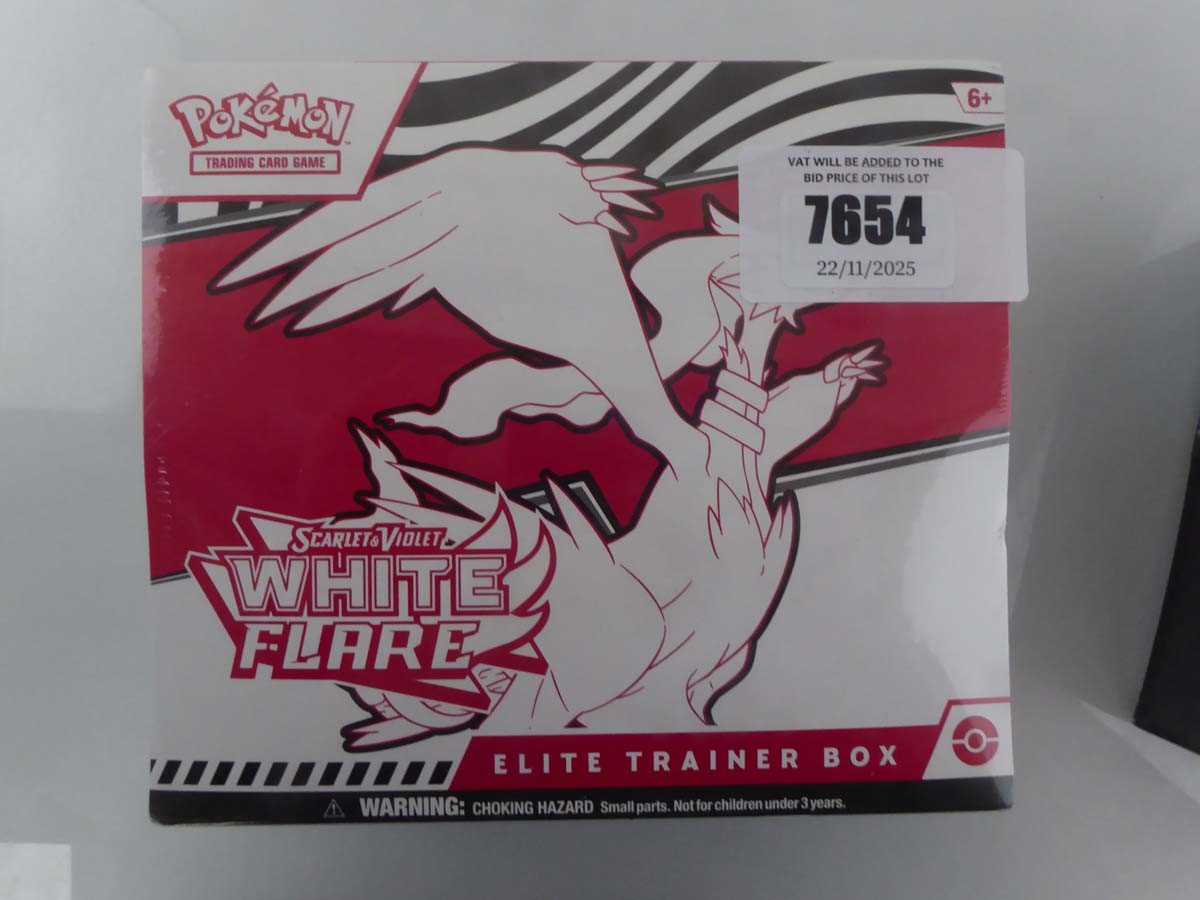 POKéMON
TRADING CARD GAME
6+
VAT WILL BE ADDED TO THE
BID PRICE OF THIS LOT
7654
22/11/2025
SCARLET & VIOLET
WHITE
FLARE
ELITE TRAINER BOX
WARNING: CHOKING HAZARD Small parts. Not for children under 3 years.